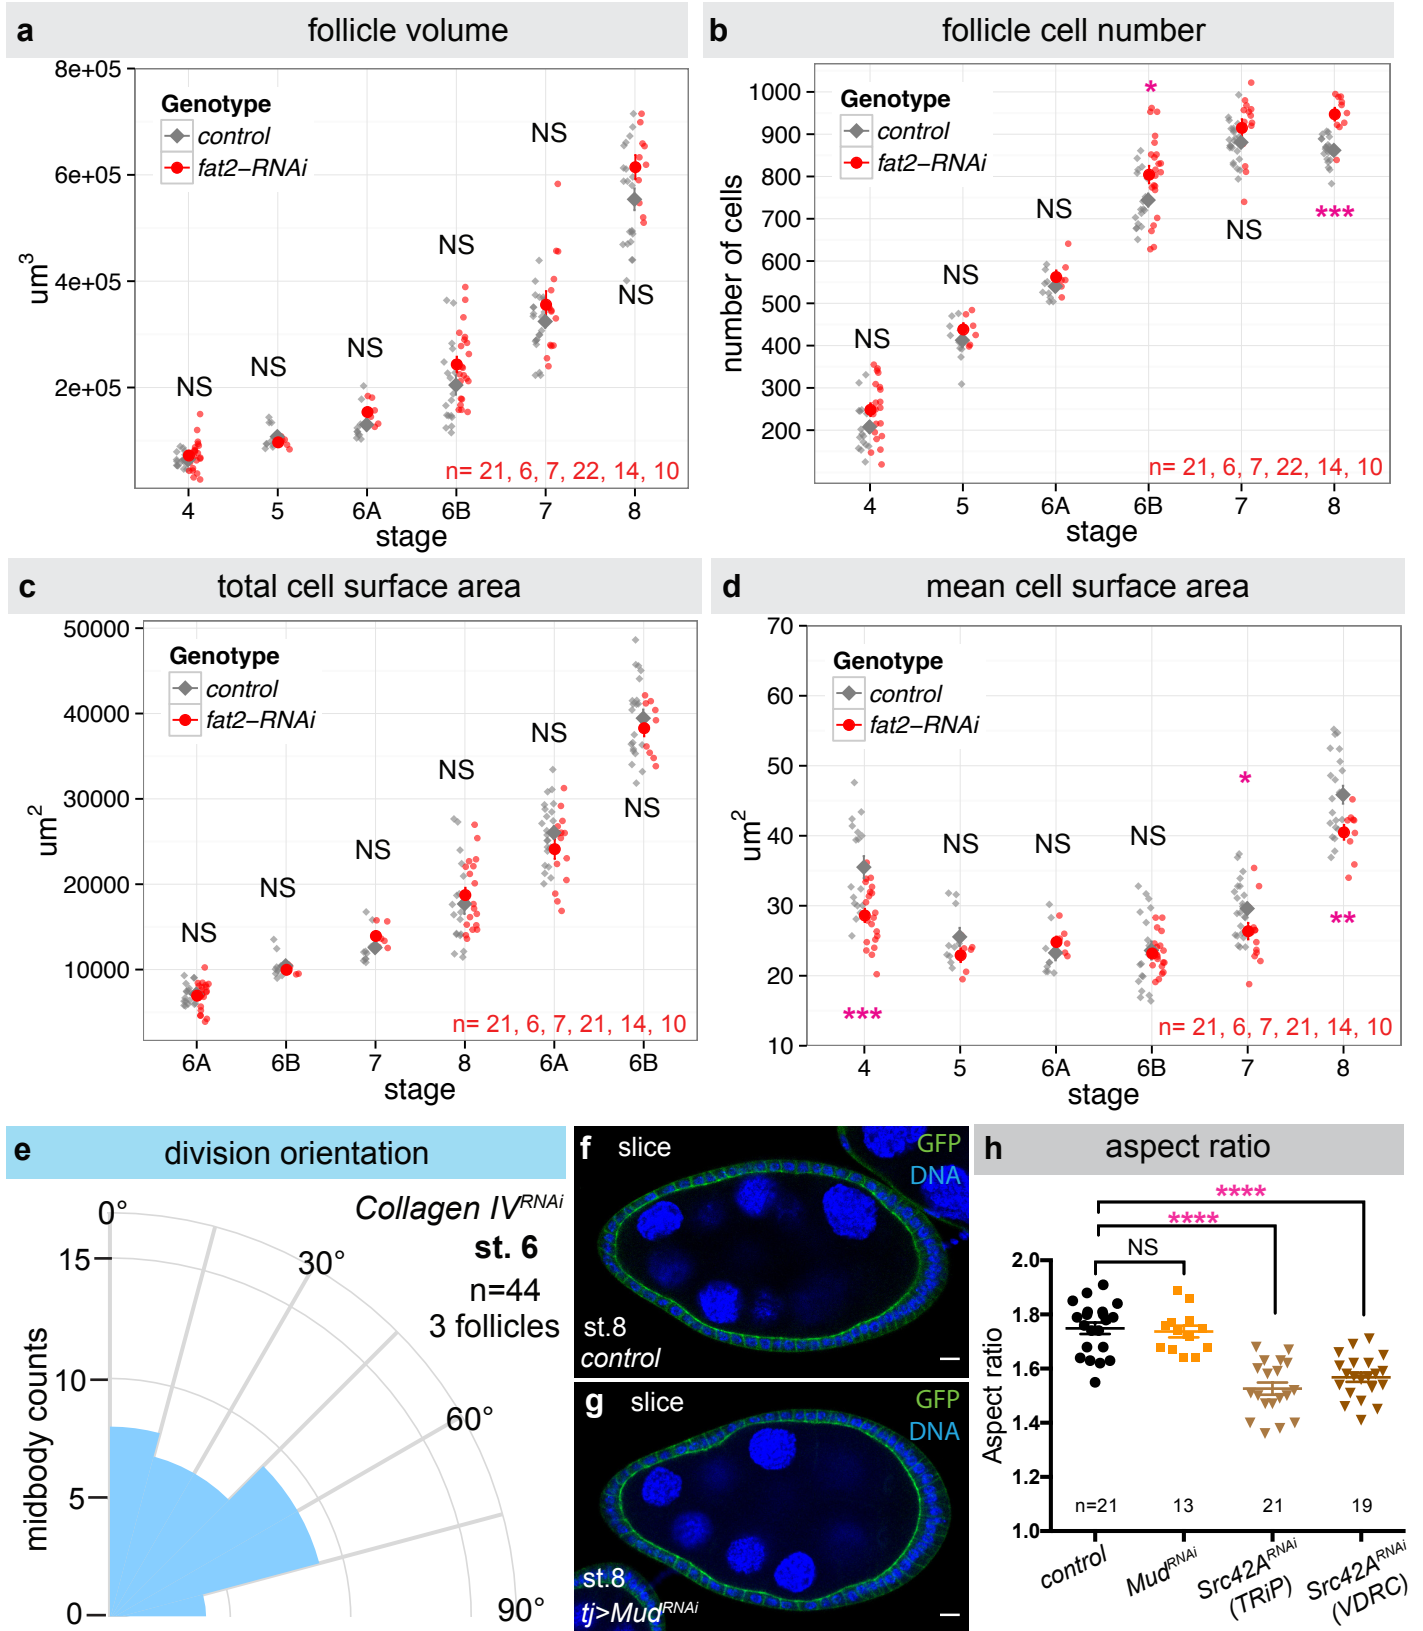 a follicle volume
8e+05
6e+05
4e+05
2e+05
um3
Genotype
control
fat2−RNAi
NS
NS
NS
NS
NS
NS
n= 21, 6, 7, 22, 14, 10
4 5 6A 6B 7 8
stage
b follicle cell number
1000
900
800
700
600
500
400
300
200
number of cells
Genotype
control
fat2−RNAi
NS
NS
NS
*
NS
***
n= 21, 6, 7, 22, 14, 10
4 5 6A 6B 7 8
stage
c total cell surface area
50000
40000
30000
20000
10000
um2
Genotype
control
fat2−RNAi
NS
NS
NS
NS
NS
NS
n= 21, 6, 7, 21, 14, 10
6A 6B 7 8 6A 6B
stage
d mean cell surface area
70
60
50
40
30
20
10
um2
Genotype
control
fat2−RNAi
***
NS
NS
NS
*
**
n= 21, 6, 7, 21, 14, 10
4 5 6A 6B 7 8
stage
e division orientation
Collagen IVRNAi
st. 6
n=44
3 follicles
0°
30°
60°
90°
15
10
5
0
midbody counts
f slice
GFP
DNA
st.8
control
g slice
GFP
DNA
st.8
tj>MudRNAi
h aspect ratio
****
****
NS
2.0
1.8
1.6
1.4
1.2
1.0
Aspect ratio
n=21 13 21 19
control
MudRNAi
Src42ARNAi
(TRiP)
Src42ARNAi
(VDRC)